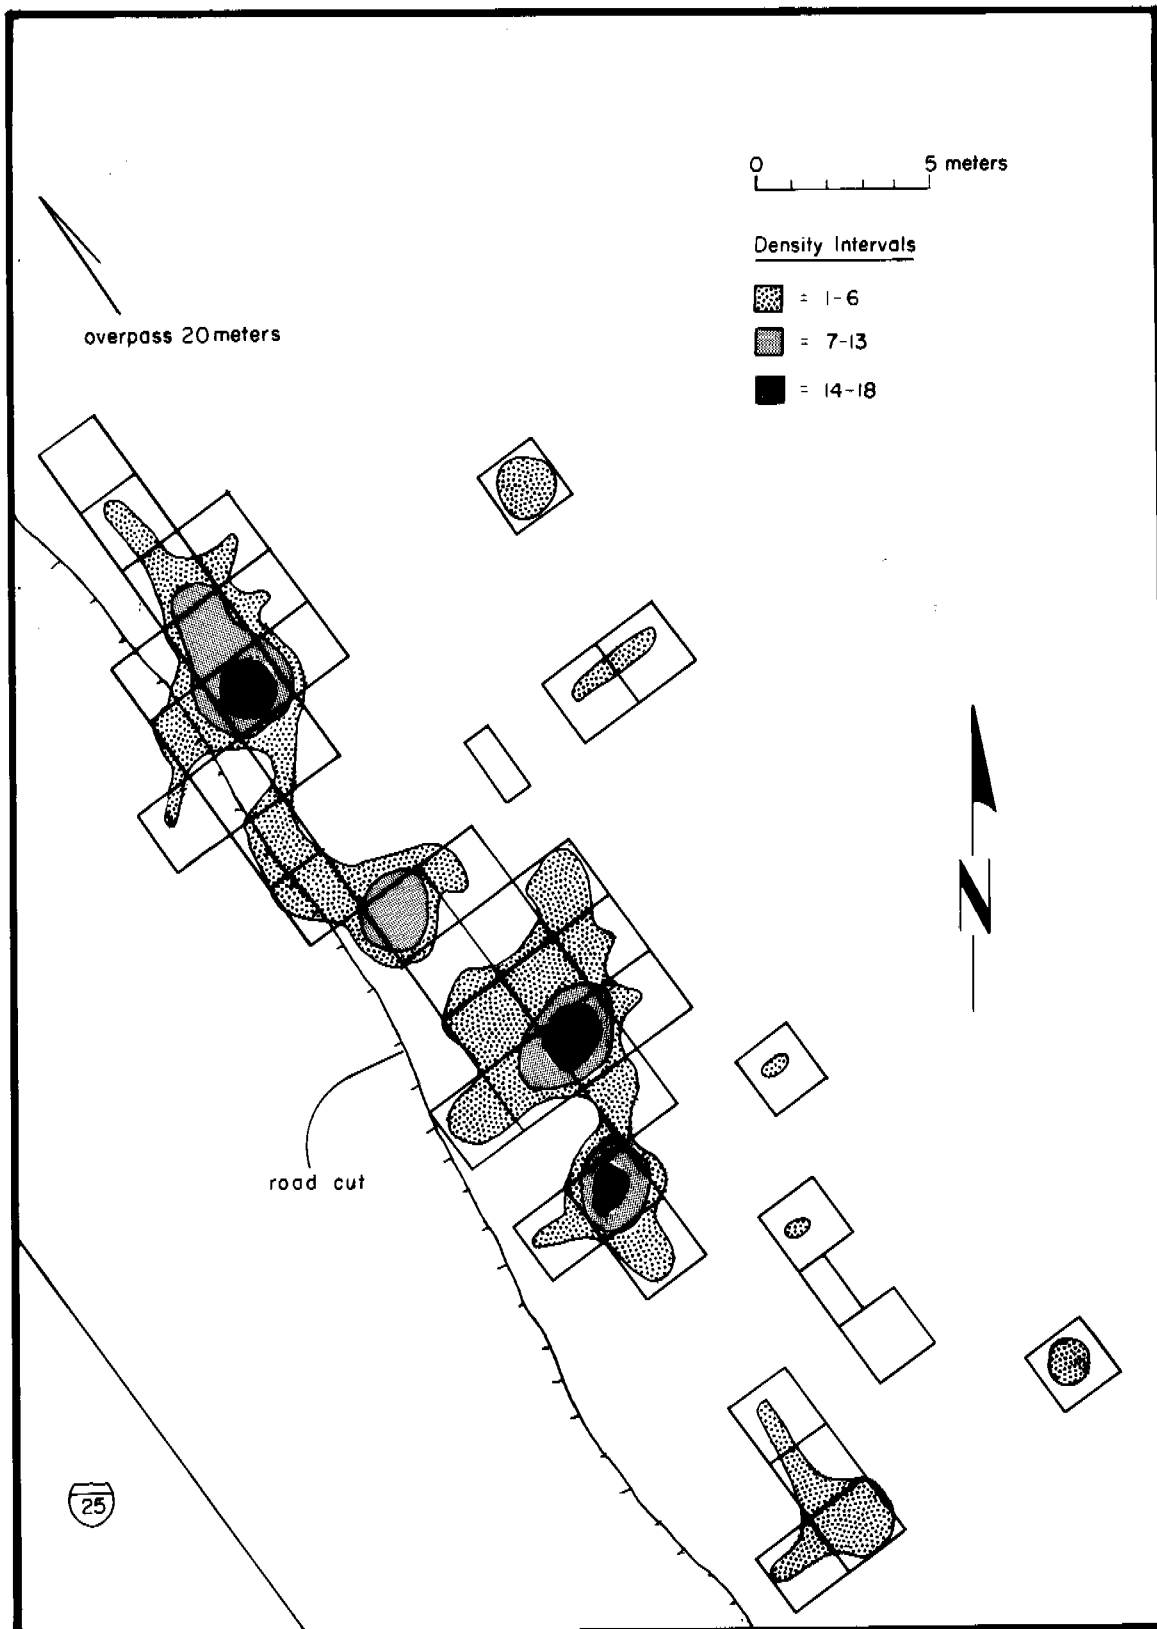 0 5 meters
Density Intervals
= 1-6
= 7-13
= 14-18
overpass 20 meters
N
road cut
25